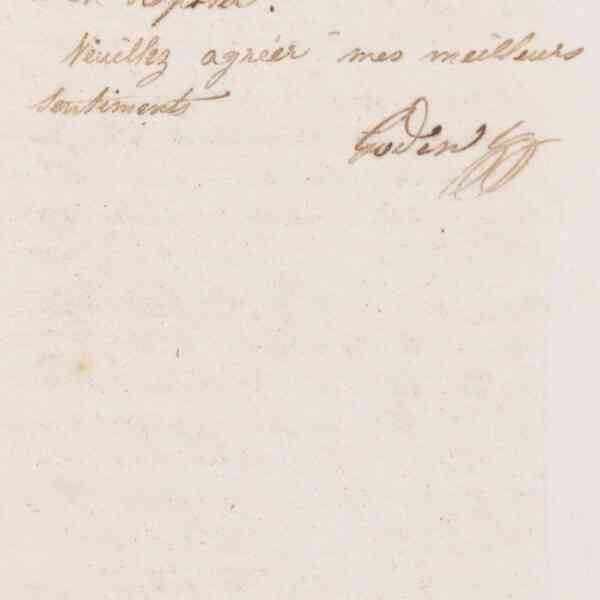 Veuillez agréer mes meilleurs
sentiments
Godin